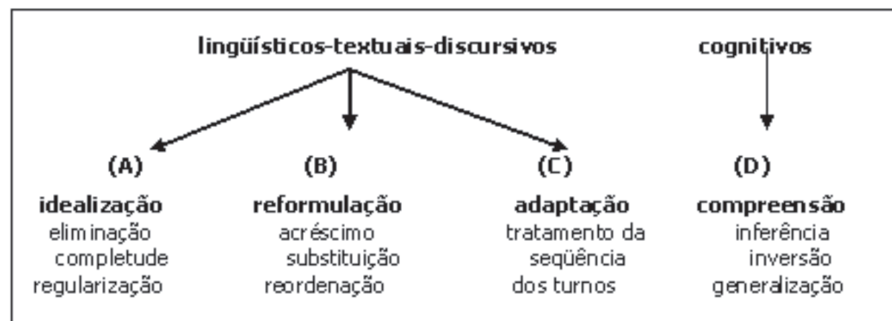 lingüísticos-textuais-discursivos cognitivos
(A) (B) (C) (D)
idealização reformulação adaptação compreensão
eliminação acréscimo tratamento da inferência
completude substituição seqüência inversão
regularização reordenação dos turnos generalização